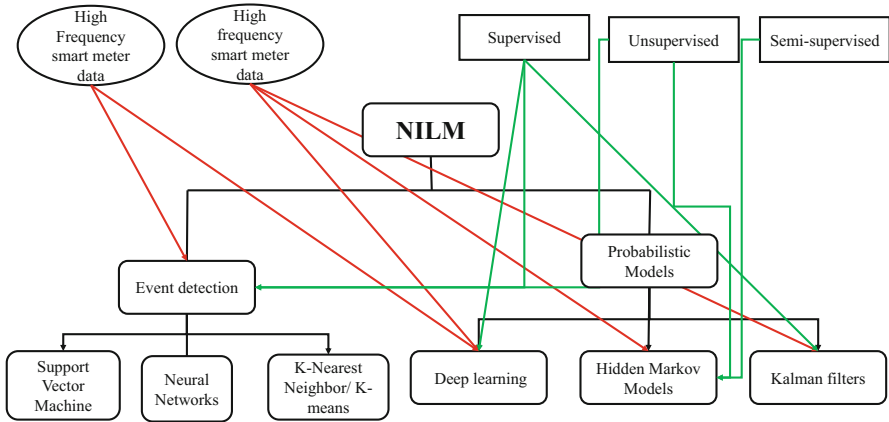 High
Frequency
smart meter
data
High
frequency
smart meter
data
Supervised
Unsupervised
Semi-supervised
NILM
Probabilistic
Models
Event detection
Support
Vector
Machine
Neural
Networks
K-Nearest
Neighbor/ K-
means
Deep learning
Hidden Markov
Models
Kalman filters